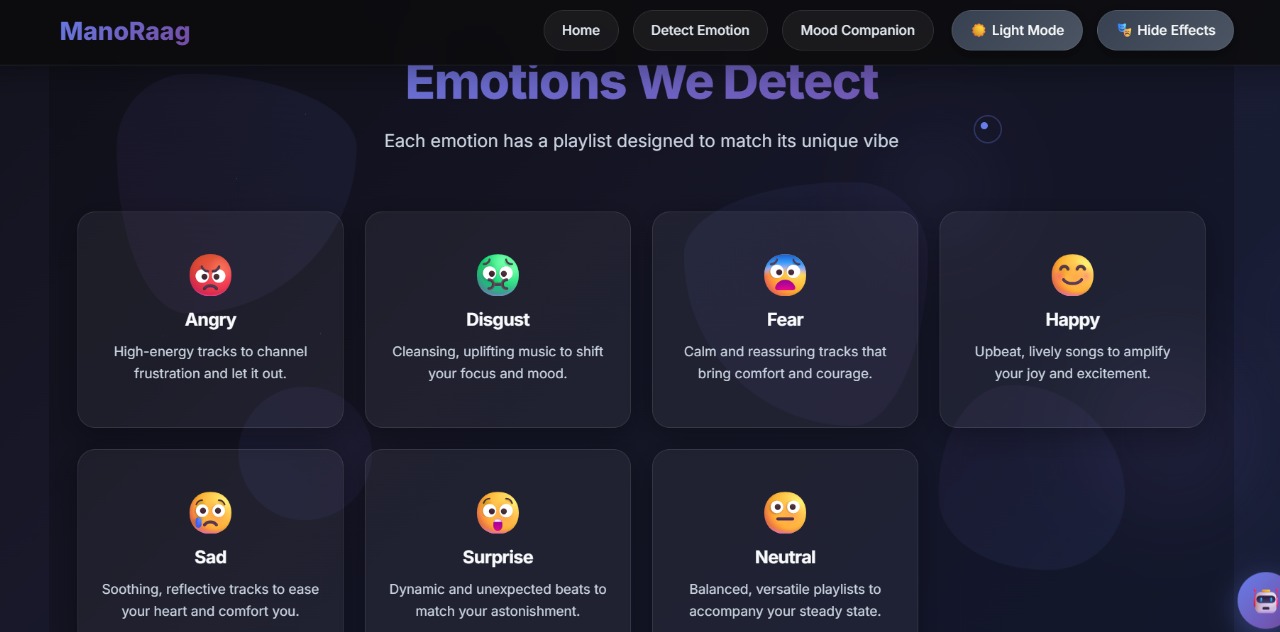 ManoRaag
Home
Detect Emotion
Mood Companion
Light Mode
Hide Effects
Emotions We Detect
Each emotion has a playlist designed to match its unique vibe
Angry
High-energy tracks to channel
frustration and let it out.
Disgust
Cleansing, uplifting music to shift
your focus and mood.
Fear
Calm and reassuring tracks that
bring comfort and courage.
Happy
Upbeat, lively songs to amplify
your joy and excitement.
Sad
Soothing, reflective tracks to ease
your heart and comfort you.
Surprise
Dynamic and unexpected beats to
match your astonishment.
Neutral
Balanced, versatile playlists to
accompany your steady state.